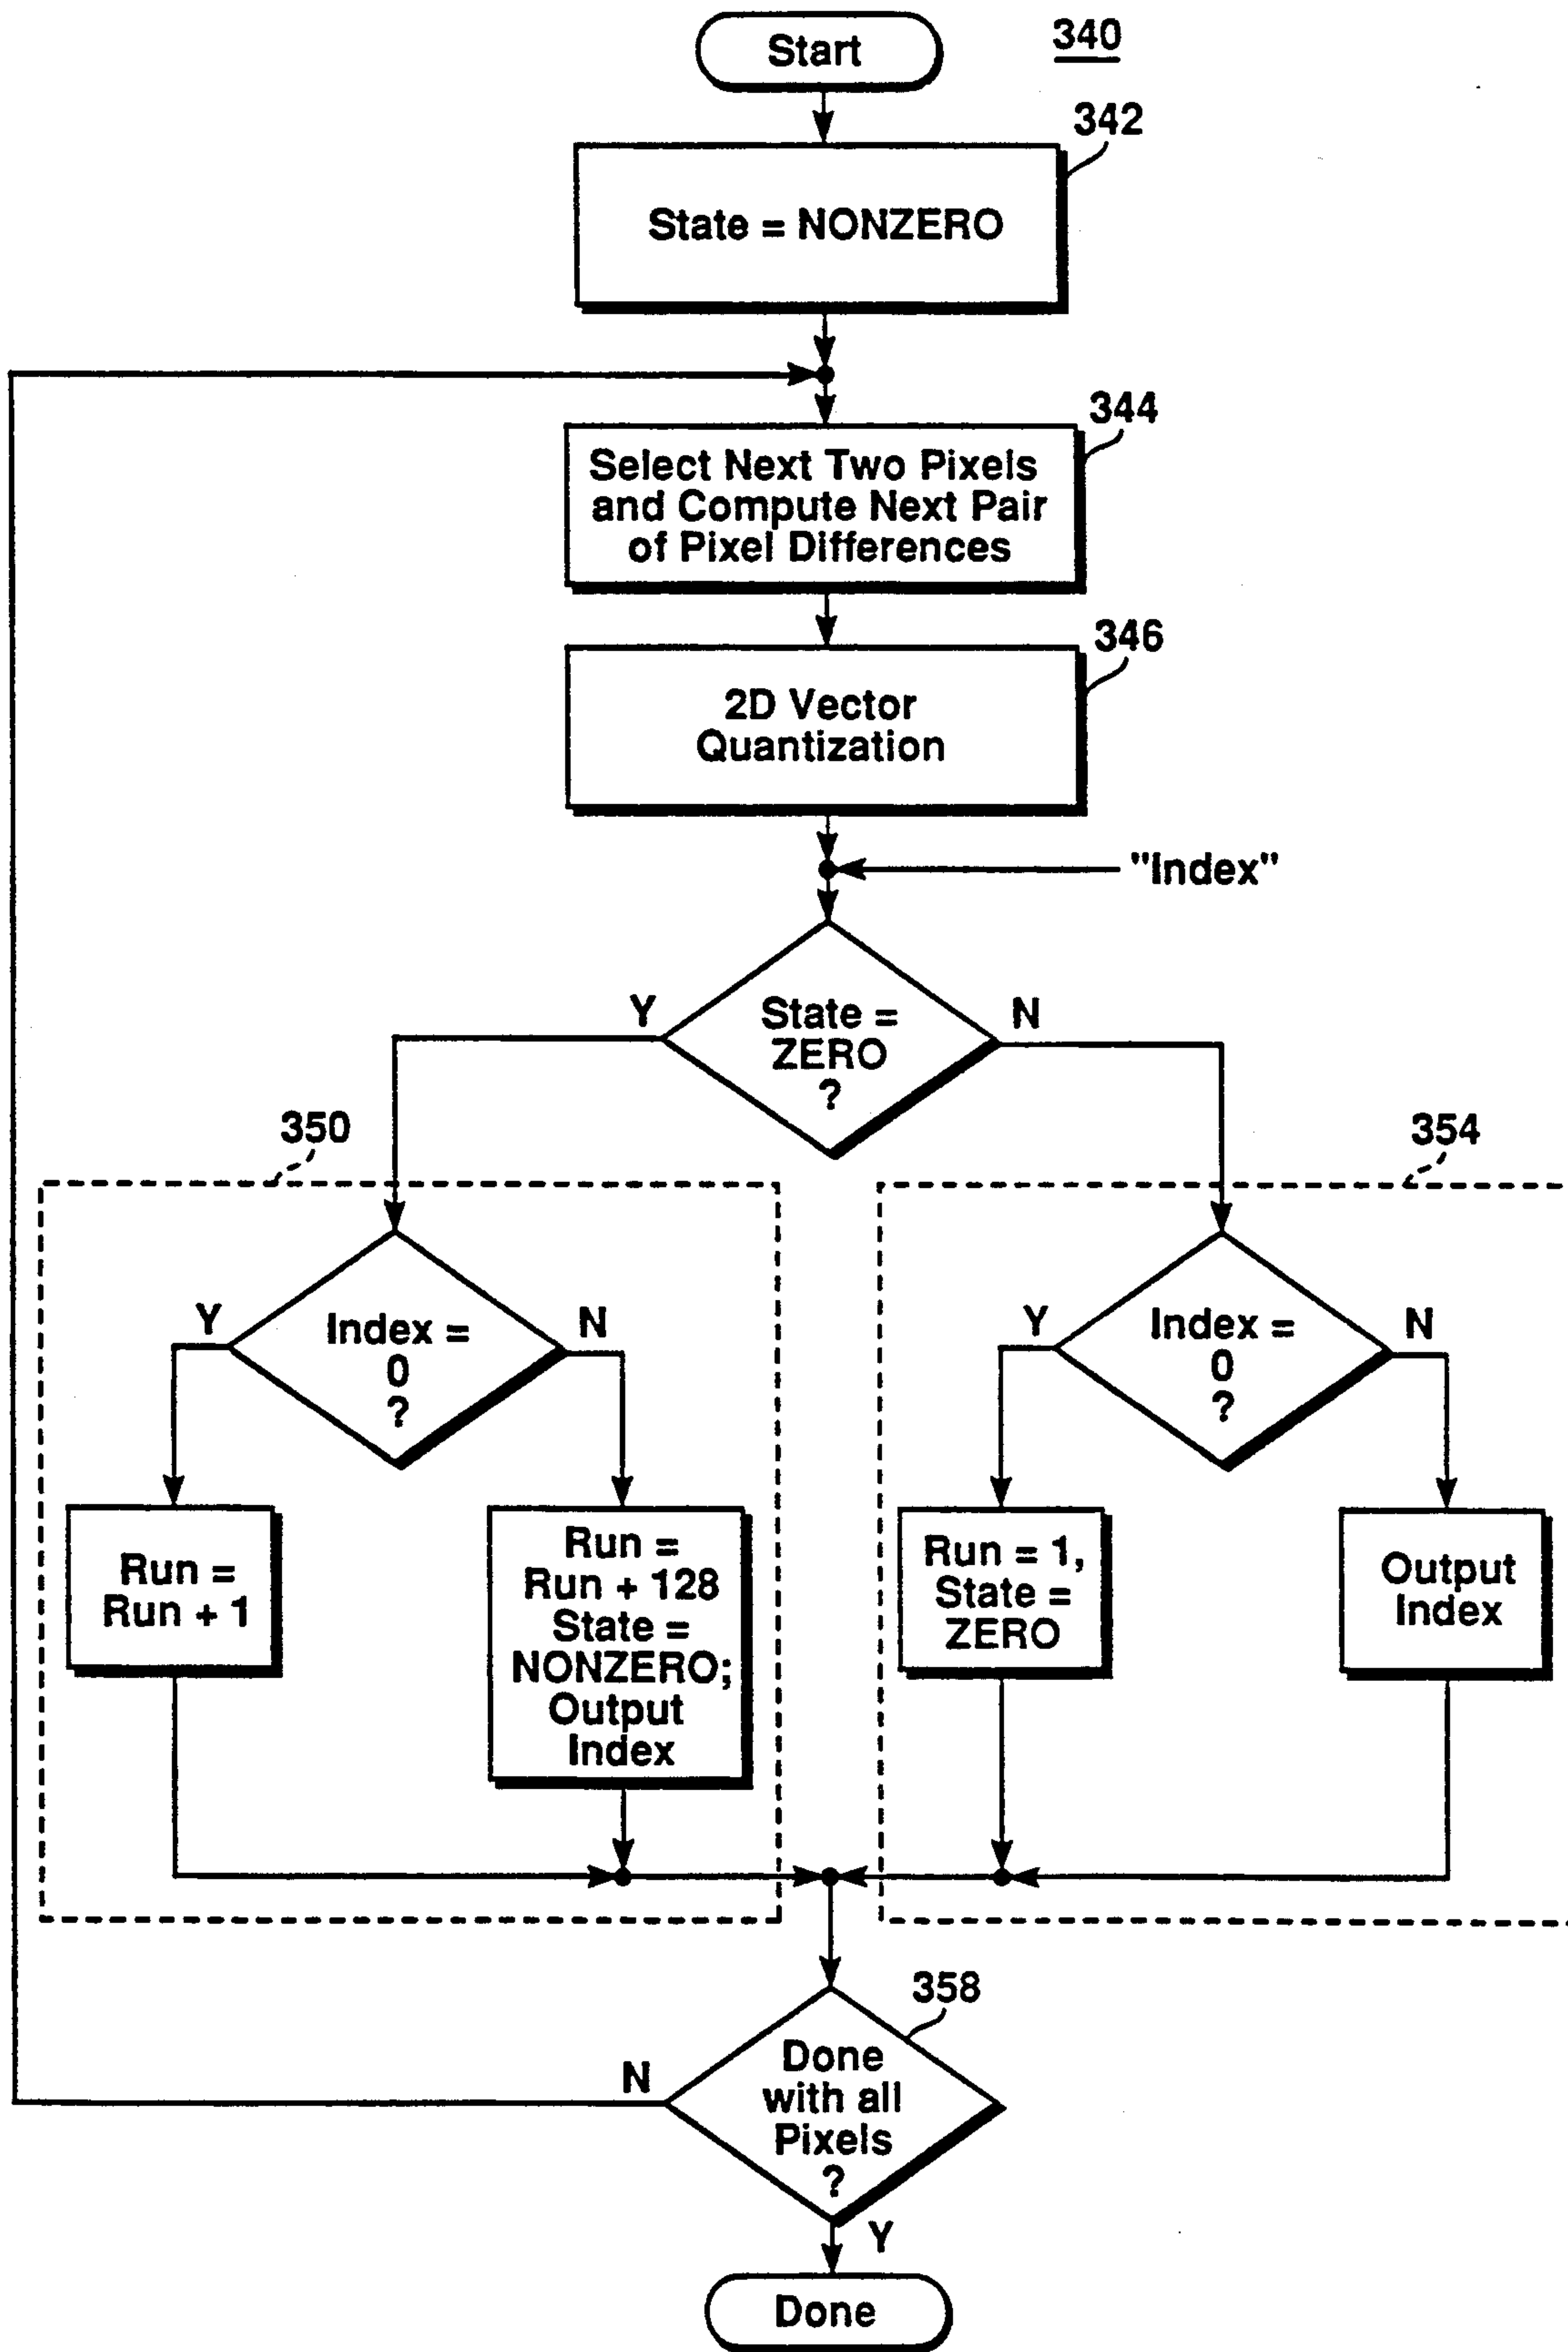 Start
340
342
State = NONZERO
344
Select Next Two Pixels
and Compute Next Pair
of Pixel Differences
346
2D Vector
Quantization
"Index"
State =
ZERO
?
Y
N
350
354
Index =
0
?
Y
N
Run =
Run + 1
Run =
Run + 128
State =
NONZERO;
Output
Index
Index =
0
?
Y
N
Run = 1,
State =
ZERO
Output
Index
358
Done
with all
Pixels
?
N
Y
Done